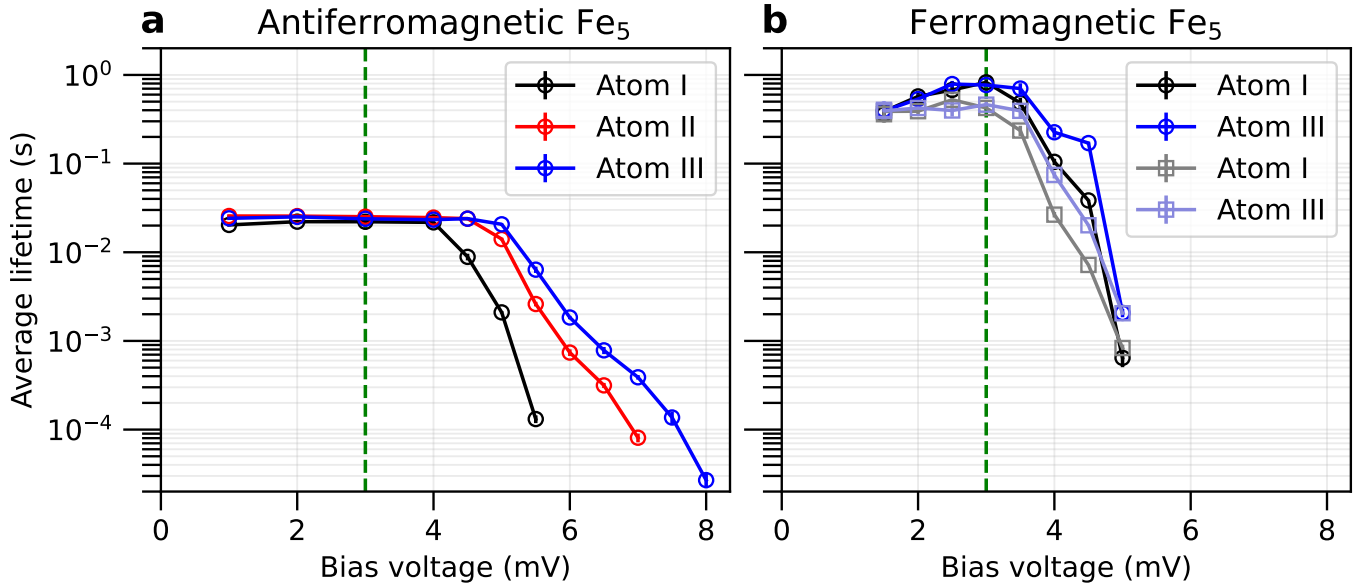 a Antiferromagnetic Fe₅
Average lifetime (s)
10⁰
10⁻¹
10⁻²
10⁻³
10⁻⁴
Atom I
Atom II
Atom III
0 2 4 6 8
Bias voltage (mV)
b Ferromagnetic Fe₅
Atom I
Atom III
Atom I
Atom III
0 2 4 6 8
Bias voltage (mV)